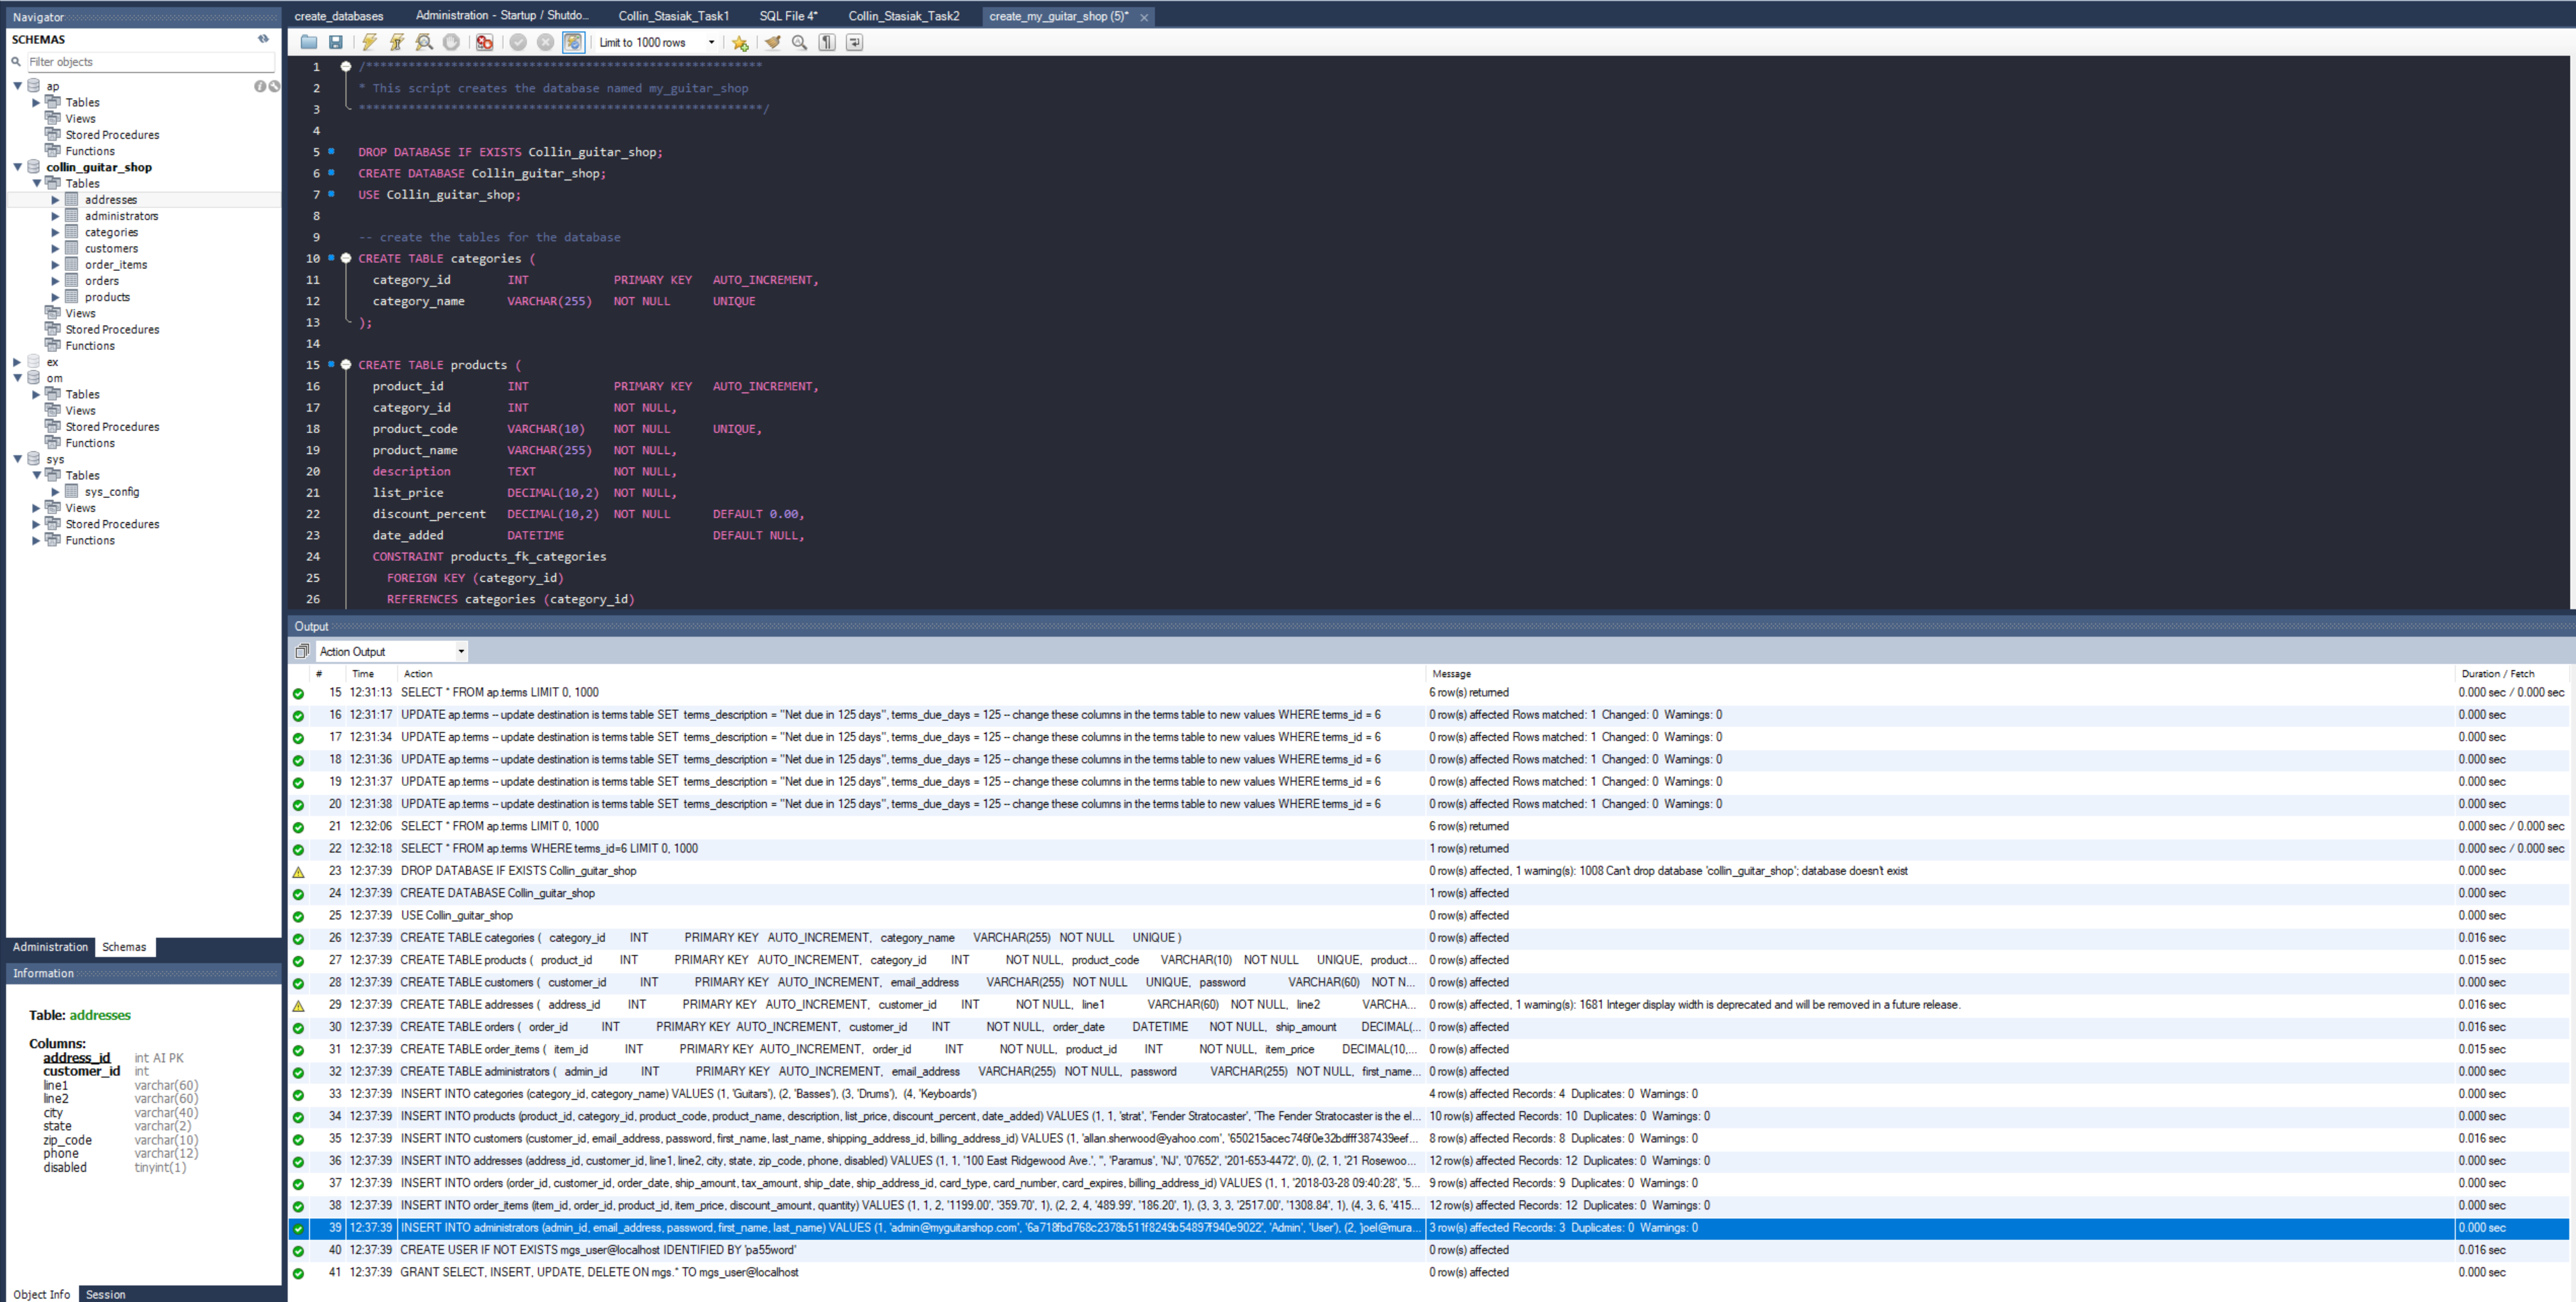 Navigator
SCHEMAS
Filter objects
ap
Tables
Views
Stored Procedures
Functions
collin_guitar_shop
Tables
addresses
administrators
categories
customers
order_items
orders
products
Views
Stored Procedures
Functions
ex
om
Tables
Views
Stored Procedures
Functions
sys
Tables
sys_config
Views
Stored Procedures
Functions
Administration Schemas
Information
Table: addresses
Columns:
address_id int AI PK
customer_id int
line1 varchar(60)
line2 varchar(60)
city varchar(40)
state varchar(2)
zip_code varchar(10)
phone varchar(12)
disabled tinyint(1)
Object Info Session
create_databases Administration - Startup / Shutdo... Collin_Stasiak_Task1 SQL File 4* Collin_Stasiak_Task2 create_my_guitar_shop (5)*
Limit to 1000 rows
1 /********************************************************
2 * This script creates the database named my_guitar_shop
3 *********************************************************/
4
5 DROP DATABASE IF EXISTS Collin_guitar_shop;
6 CREATE DATABASE Collin_guitar_shop;
7 USE Collin_guitar_shop;
8
9 -- create the tables for the database
10 CREATE TABLE categories (
11 category_id INT PRIMARY KEY AUTO_INCREMENT,
12 category_name VARCHAR(255) NOT NULL UNIQUE
13 );
14
15 CREATE TABLE products (
16 product_id INT PRIMARY KEY AUTO_INCREMENT,
17 category_id INT NOT NULL,
18 product_code VARCHAR(10) NOT NULL UNIQUE,
19 product_name VARCHAR(255) NOT NULL,
20 description TEXT NOT NULL,
21 list_price DECIMAL(10,2) NOT NULL,
22 discount_percent DECIMAL(10,2) NOT NULL DEFAULT 0.00,
23 date_added DATETIME DEFAULT NULL,
24 CONSTRAINT products_fk_categories
25 FOREIGN KEY (category_id)
26 REFERENCES categories (category_id)
Output
Action Output
# Time Action Message Duration / Fetch
15 12:31:13 SELECT * FROM ap.terms LIMIT 0, 1000 6 row(s) returned 0.000 sec / 0.000 sec
16 12:31:17 UPDATE ap.terms -- update destination is terms table SET terms_description = "Net due in 125 days", terms_due_days = 125 -- change these columns in the terms table to new values WHERE terms_id = 6 0 row(s) affected Rows matched: 1 Changed: 0 Warnings: 0 0.000 sec
17 12:31:34 UPDATE ap.terms -- update destination is terms table SET terms_description = "Net due in 125 days", terms_due_days = 125 -- change these columns in the terms table to new values WHERE terms_id = 6 0 row(s) affected Rows matched: 1 Changed: 0 Warnings: 0 0.000 sec
18 12:31:36 UPDATE ap.terms -- update destination is terms table SET terms_description = "Net due in 125 days", terms_due_days = 125 -- change these columns in the terms table to new values WHERE terms_id = 6 0 row(s) affected Rows matched: 1 Changed: 0 Warnings: 0 0.000 sec
19 12:31:37 UPDATE ap.terms -- update destination is terms table SET terms_description = "Net due in 125 days", terms_due_days = 125 -- change these columns in the terms table to new values WHERE terms_id = 6 0 row(s) affected Rows matched: 1 Changed: 0 Warnings: 0 0.000 sec
20 12:31:38 UPDATE ap.terms -- update destination is terms table SET terms_description = "Net due in 125 days", terms_due_days = 125 -- change these columns in the terms table to new values WHERE terms_id = 6 0 row(s) affected Rows matched: 1 Changed: 0 Warnings: 0 0.000 sec
21 12:32:06 SELECT * FROM ap.terms LIMIT 0, 1000 6 row(s) returned 0.000 sec / 0.000 sec
22 12:32:18 SELECT * FROM ap.terms WHERE terms_id=6 LIMIT 0, 1000 1 row(s) returned 0.000 sec / 0.000 sec
23 12:37:39 DROP DATABASE IF EXISTS Collin_guitar_shop 0 row(s) affected, 1 warning(s): 1008 Can't drop database 'collin_guitar_shop'; database doesn't exist 0.000 sec
24 12:37:39 CREATE DATABASE Collin_guitar_shop 1 row(s) affected 0.000 sec
25 12:37:39 USE Collin_guitar_shop 0 row(s) affected 0.000 sec
26 12:37:39 CREATE TABLE categories ( category_id INT PRIMARY KEY AUTO_INCREMENT, category_name VARCHAR(255) NOT NULL UNIQUE ) 0 row(s) affected 0.016 sec
27 12:37:39 CREATE TABLE products ( product_id INT PRIMARY KEY AUTO_INCREMENT, category_id INT NOT NULL, product_code VARCHAR(10) NOT NULL UNIQUE, product... 0 row(s) affected 0.015 sec
28 12:37:39 CREATE TABLE customers ( customer_id INT PRIMARY KEY AUTO_INCREMENT, email_address VARCHAR(255) NOT NULL UNIQUE, password VARCHAR(60) NOT N... 0 row(s) affected 0.000 sec
29 12:37:39 CREATE TABLE addresses ( address_id INT PRIMARY KEY AUTO_INCREMENT, customer_id INT NOT NULL, line1 VARCHAR(60) NOT NULL, line2 VARCHA... 0 row(s) affected, 1 warning(s): 1681 Integer display width is deprecated and will be removed in a future release. 0.016 sec
30 12:37:39 CREATE TABLE orders ( order_id INT PRIMARY KEY AUTO_INCREMENT, customer_id INT NOT NULL, order_date DATETIME NOT NULL, ship_amount DECIMAL(... 0 row(s) affected 0.016 sec
31 12:37:39 CREATE TABLE order_items ( item_id INT PRIMARY KEY AUTO_INCREMENT, order_id INT NOT NULL, product_id INT NOT NULL, item_price DECIMAL(10,... 0 row(s) affected 0.015 sec
32 12:37:39 CREATE TABLE administrators ( admin_id INT PRIMARY KEY AUTO_INCREMENT, email_address VARCHAR(255) NOT NULL, password VARCHAR(255) NOT NULL, first_name... 0 row(s) affected 0.000 sec
33 12:37:39 INSERT INTO categories (category_id, category_name) VALUES (1, 'Guitars'), (2, 'Basses'), (3, 'Drums'), (4, 'Keyboards') 4 row(s) affected Records: 4 Duplicates: 0 Warnings: 0 0.000 sec
34 12:37:39 INSERT INTO products (product_id, category_id, product_code, product_name, description, list_price, discount_percent, date_added) VALUES (1, 1, 'strat', 'Fender Stratocaster', 'The Fender Stratocaster is the el... 10 row(s) affected Records: 10 Duplicates: 0 Warnings: 0 0.000 sec
35 12:37:39 INSERT INTO customers (customer_id, email_address, password, first_name, last_name, shipping_address_id, billing_address_id) VALUES (1, 'allan.sherwood@yahoo.com', '650215acec746f0e32bdfff387439eef... 8 row(s) affected Records: 8 Duplicates: 0 Warnings: 0 0.016 sec
36 12:37:39 INSERT INTO addresses (address_id, customer_id, line1, line2, city, state, zip_code, phone, disabled) VALUES (1, 1, '100 East Ridgewood Ave.', '', 'Paramus', 'NJ', '07652', '201-653-4472', 0), (2, 1, '21 Rosewoo... 12 row(s) affected Records: 12 Duplicates: 0 Warnings: 0 0.000 sec
37 12:37:39 INSERT INTO orders (order_id, customer_id, order_date, ship_amount, tax_amount, ship_date, ship_address_id, card_type, card_number, card_expires, billing_address_id) VALUES (1, 1, '2018-03-28 09:40:28', '5... 9 row(s) affected Records: 9 Duplicates: 0 Warnings: 0 0.000 sec
38 12:37:39 INSERT INTO order_items (item_id, order_id, product_id, item_price, discount_amount, quantity) VALUES (1, 1, 2, '1199.00', '359.70', 1), (2, 2, 4, '489.99', '186.20', 1), (3, 3, 3, '2517.00', '1308.84', 1), (4, 3, 6, '415... 12 row(s) affected Records: 12 Duplicates: 0 Warnings: 0 0.000 sec
39 12:37:39 INSERT INTO administrators (admin_id, email_address, password, first_name, last_name) VALUES (1, 'admin@myguitarshop.com', '6a718fbd768c2378b511f8249b54897f940e9022', 'Admin', 'User'), (2, 'joel@mura... 3 row(s) affected Records: 3 Duplicates: 0 Warnings: 0 0.000 sec
40 12:37:39 CREATE USER IF NOT EXISTS mgs_user@localhost IDENTIFIED BY 'pa55word' 0 row(s) affected 0.016 sec
41 12:37:39 GRANT SELECT, INSERT, UPDATE, DELETE ON mgs.* TO mgs_user@localhost 0 row(s) affected 0.000 sec